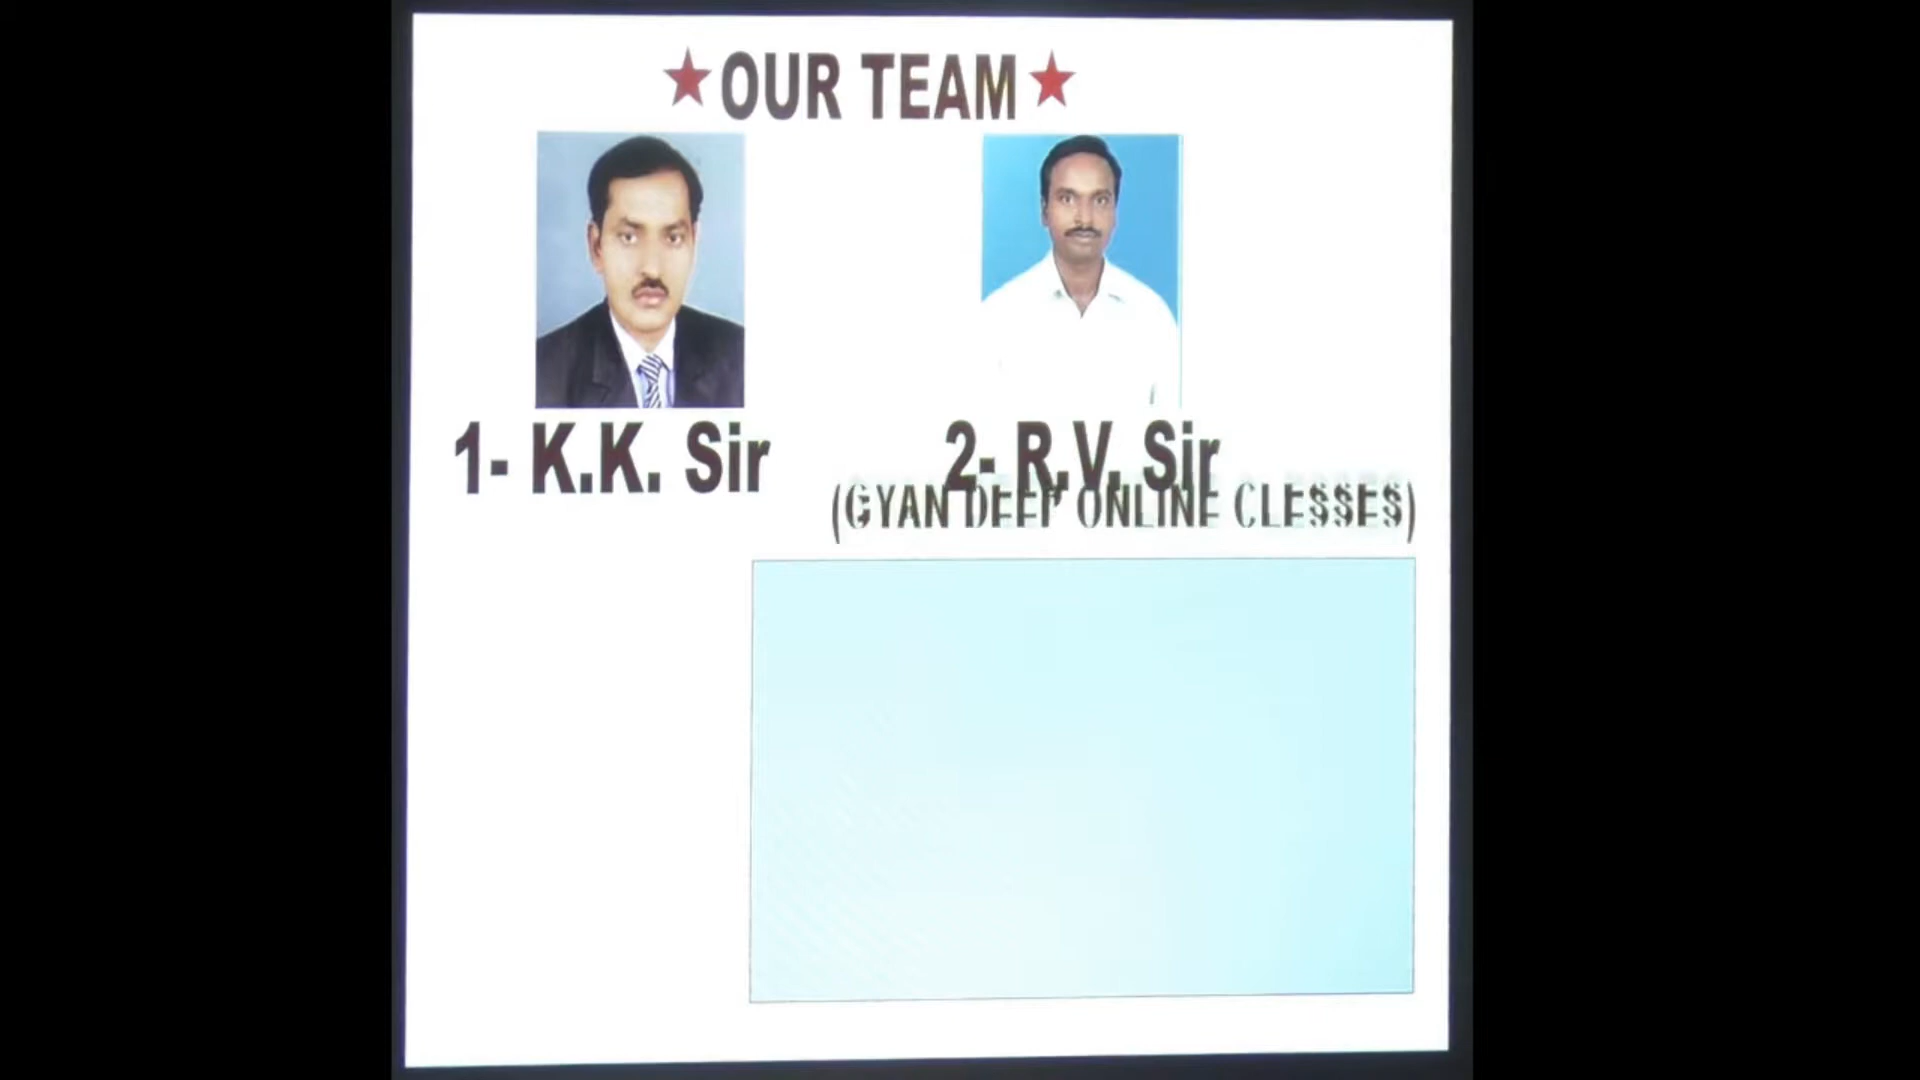 OUR TEAM
1- K.K. Sir
2- R.V. Sir
(GYAN DEEP ONLINE CLESSES)